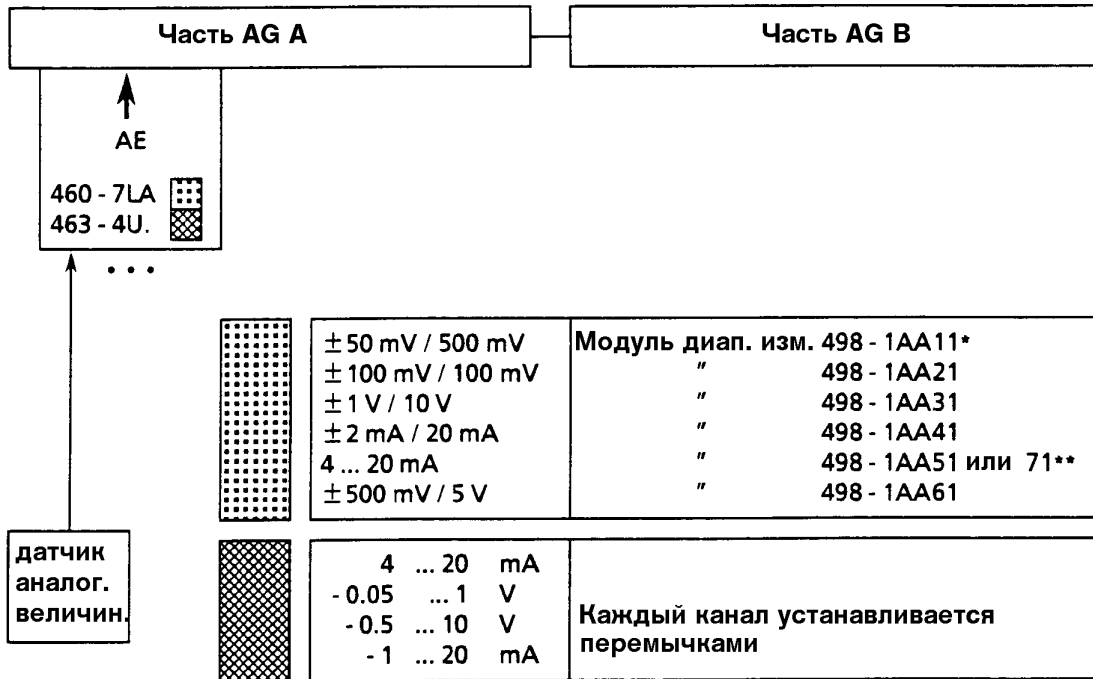 Часть AG A
Часть AG B
AE
460 - 7LA
463 - 4U.
...
± 50 mV / 500 mV Модуль диап. изм. 498 - 1AA11*
± 100 mV / 100 mV " 498 - 1AA21
± 1 V / 10 V " 498 - 1AA31
± 2 mA / 20 mA " 498 - 1AA41
4 ... 20 mA " 498 - 1AA51 или 71**
± 500 mV / 5 V " 498 - 1AA61
датчик
аналог.
величин.
4 ... 20 mA
- 0.05 ... 1 V
- 0.5 ... 10 V
- 1 ... 20 mA
Каждый канал устанавливается
перемычками